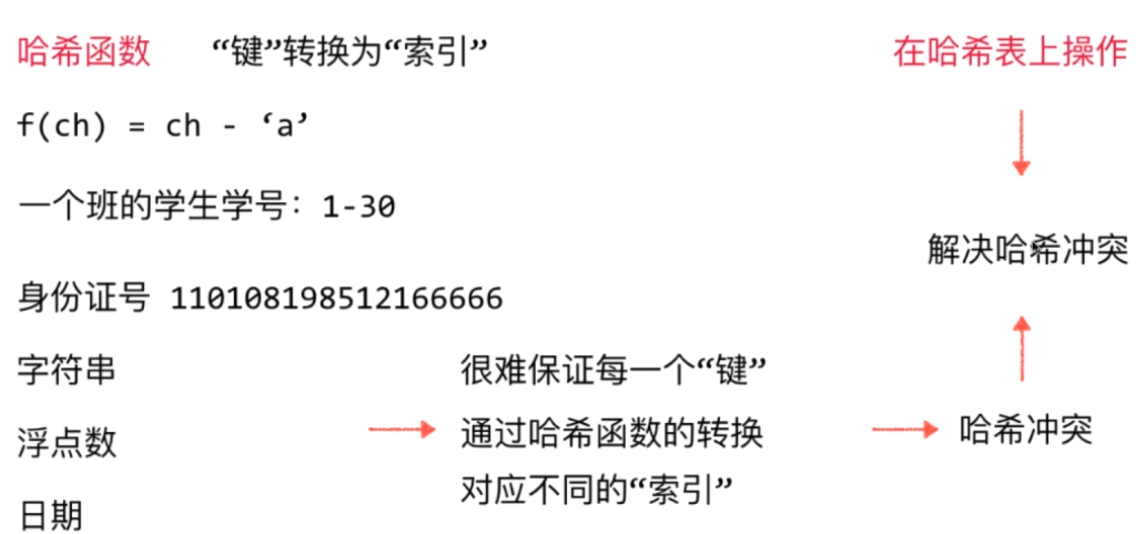 哈希函数 “键”转换为“索引”
在哈希表上操作
f(ch) = ch - ‘a’
一个班的学生学号：1-30
解决哈希冲突
身份证号 110108198512166666
字符串
浮点数
日期
很难保证每一个“键”
通过哈希函数的转换
对应不同的“索引”
哈希冲突